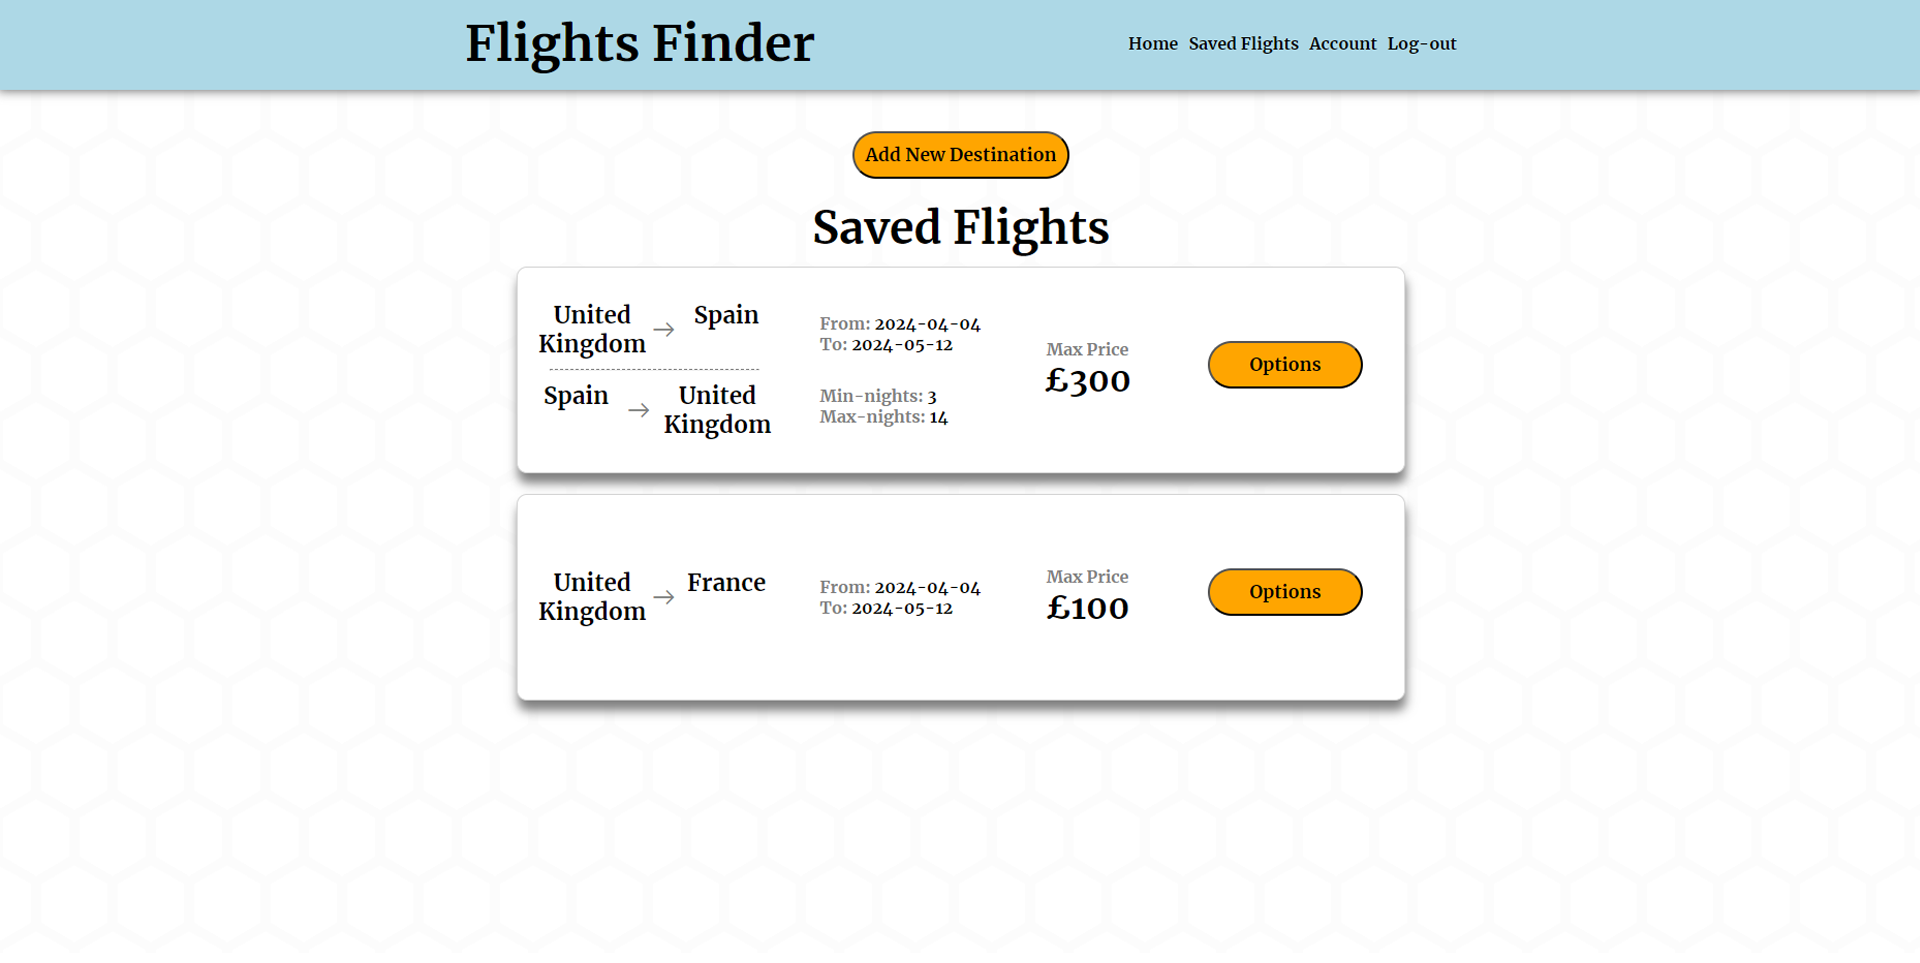 Flights Finder
Home Saved Flights Account Log-out
Add New Destination
Saved Flights
United
Kingdom
→
Spain
Spain
→
United
Kingdom
From: 2024-04-04
To: 2024-05-12
Min-nights: 3
Max-nights: 14
Max Price
£300
Options
United
Kingdom
→
France
From: 2024-04-04
To: 2024-05-12
Max Price
£100
Options